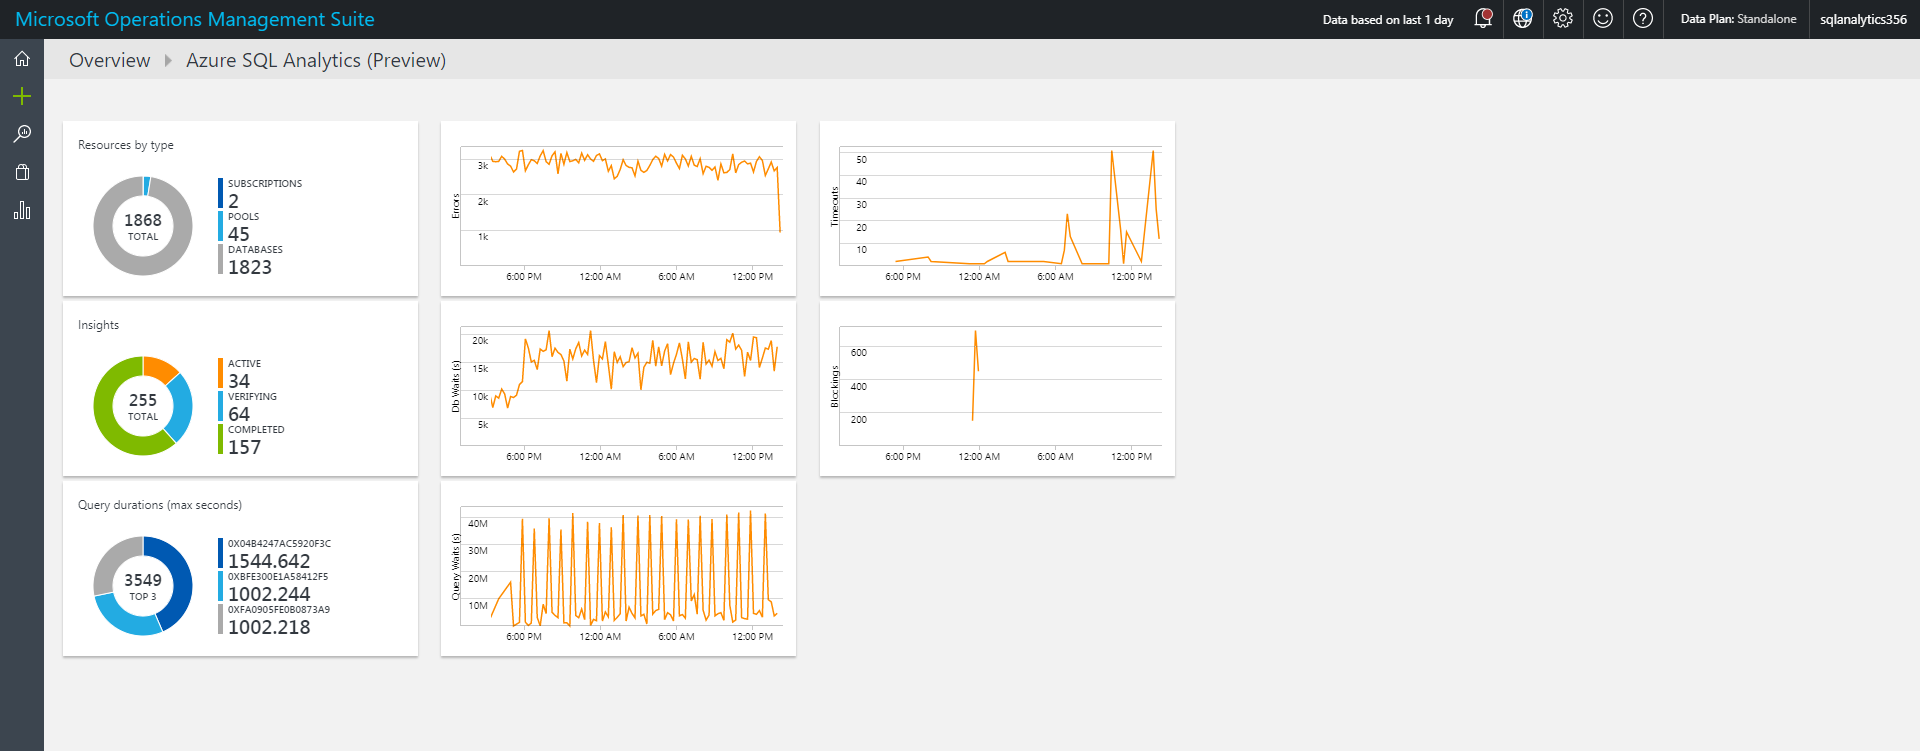 Microsoft Operations Management Suite
Data based on last 1 day
Data Plan: Standalone
sqlanalytics356
Overview
Azure SQL Analytics (Preview)
Resources by type
1868
TOTAL
SUBSCRIPTIONS
2
POOLS
45
DATABASES
1823
Errors
3k
2k
1k
6:00 PM 12:00 AM 6:00 AM 12:00 PM
Timeouts
50
40
30
20
10
6:00 PM 12:00 AM 6:00 AM 12:00 PM
Insights
255
TOTAL
ACTIVE
34
VERIFYING
64
COMPLETED
157
Db Waits (s)
20k
15k
10k
5k
6:00 PM 12:00 AM 6:00 AM 12:00 PM
Blockings
600
400
200
6:00 PM 12:00 AM 6:00 AM 12:00 PM
Query durations (max seconds)
3549
TOP 3
0X04B4247AC5920F3C
1544.642
0XBFE300E1A58412F5
1002.244
0XFA0905FE0B0873A9
1002.218
Query Waits (s)
40M
30M
20M
10M
6:00 PM 12:00 AM 6:00 AM 12:00 PM